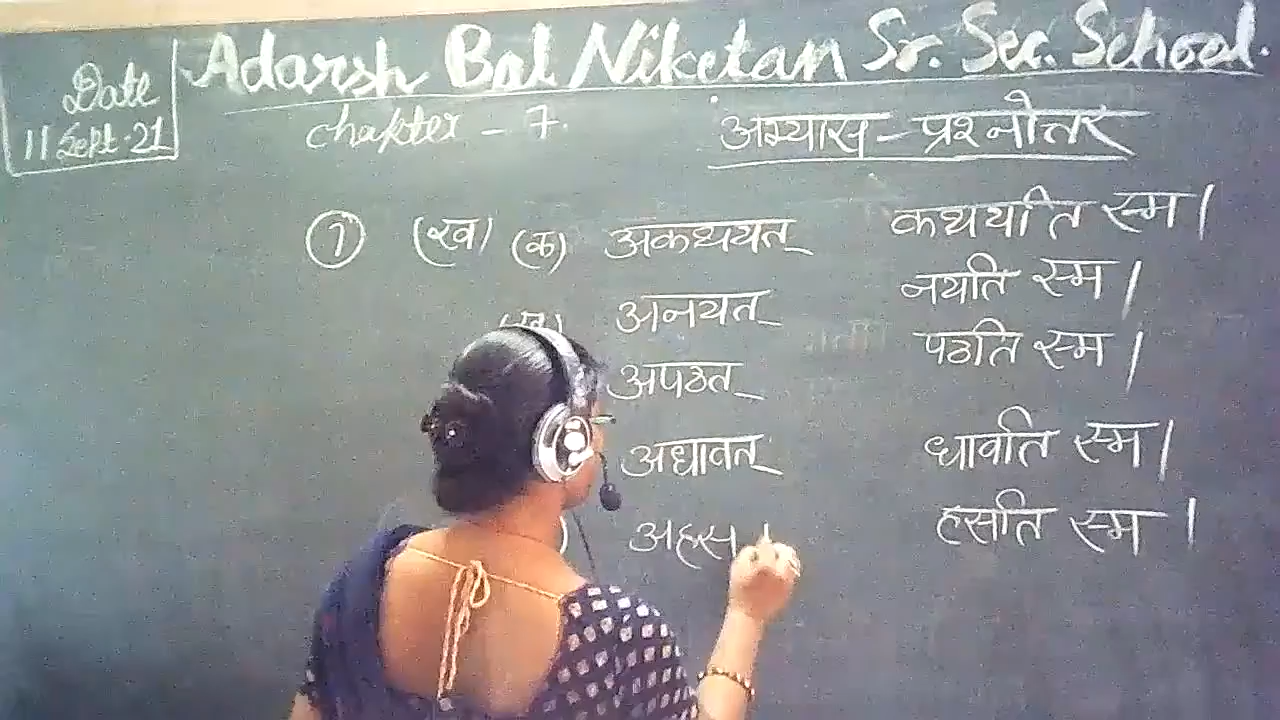 Adarsh Bal Niketan Sr. Sec. School.
Date
11 Sept. 21
Chapter - 7.
अभ्यास - प्रश्नोत्तर
① (ख) (क) अकथयत् कथयति स्म।
(ख) अनयत् नयति स्म।
अपठत् पठति स्म।
अधावत् धावति स्म।
) अहस हसति स्म।